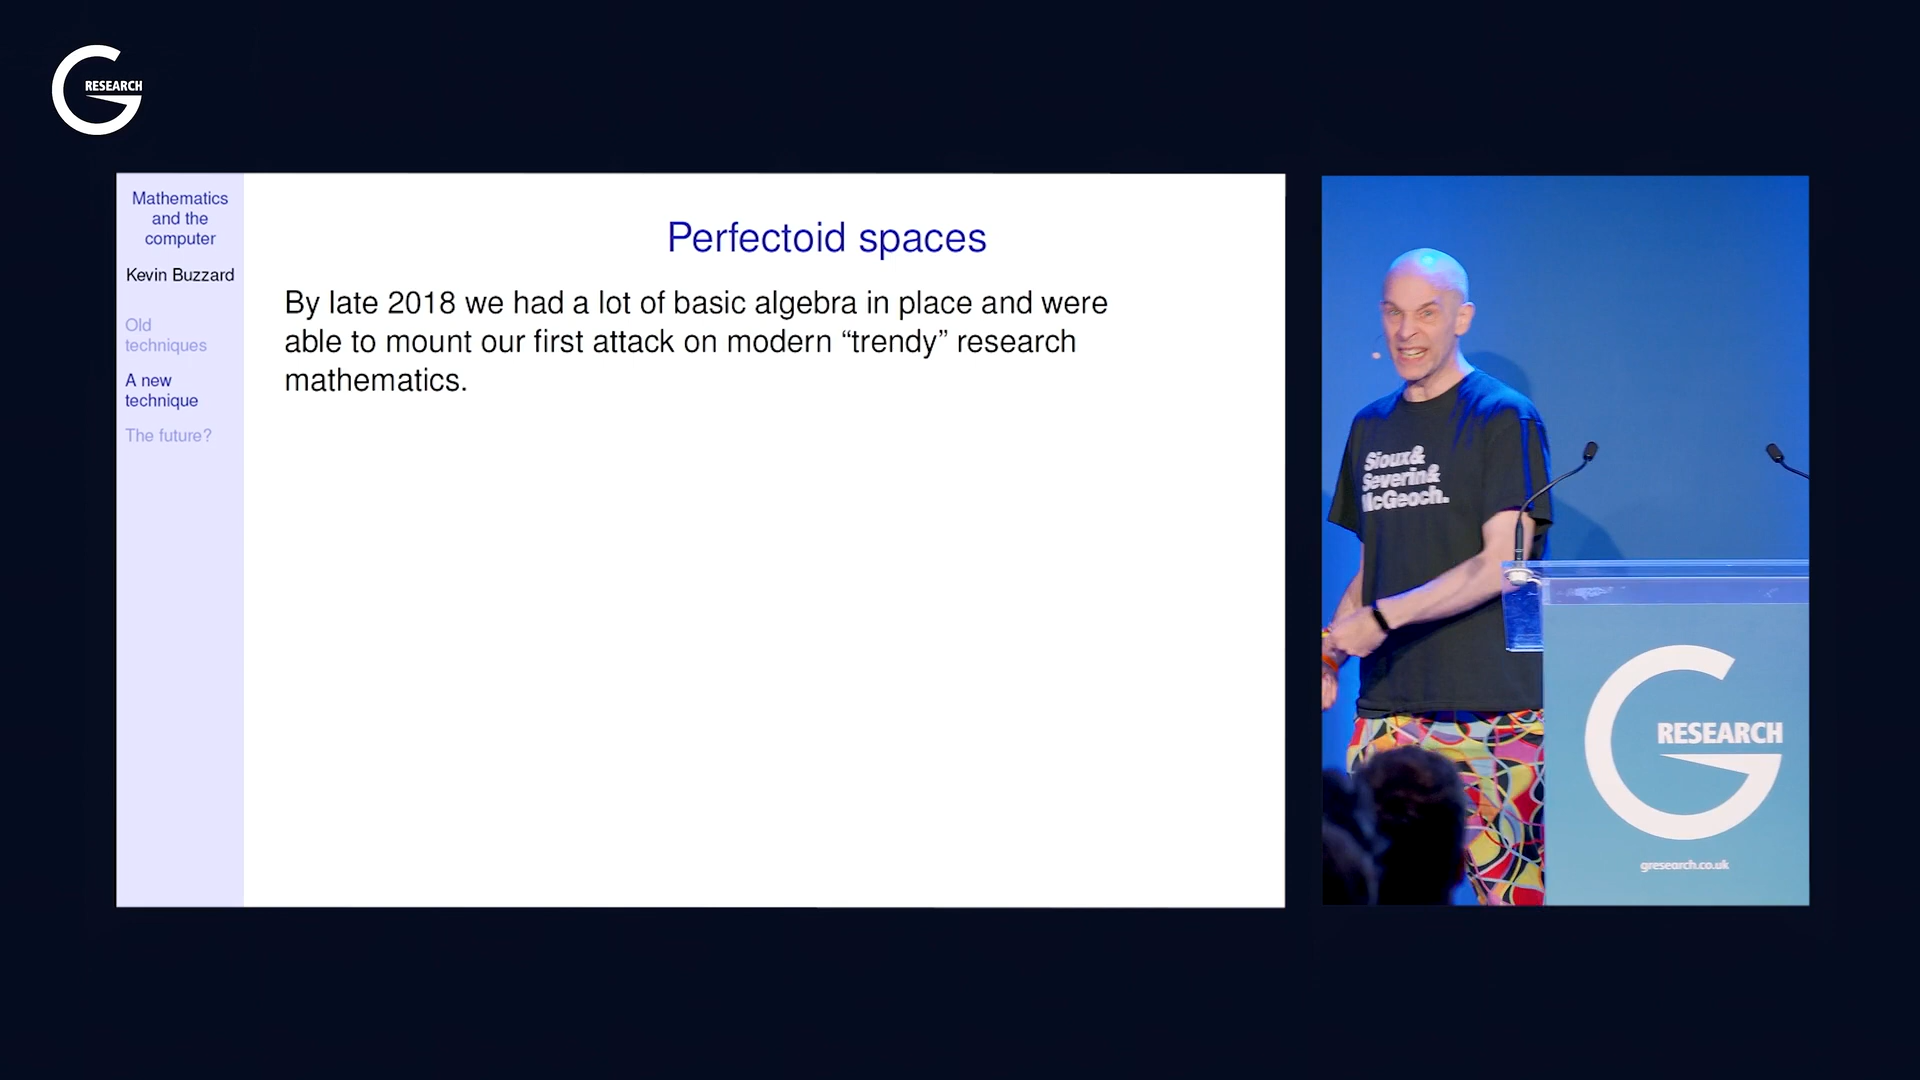 G RESEARCH
Mathematics
and the
computer
Kevin Buzzard
Old
techniques
A new
technique
The future?
Perfectoid spaces
By late 2018 we had a lot of basic algebra in place and were
able to mount our first attack on modern “trendy” research
mathematics.
Sioux&
Severin&
McGeoch.
G RESEARCH
gresearch.co.uk